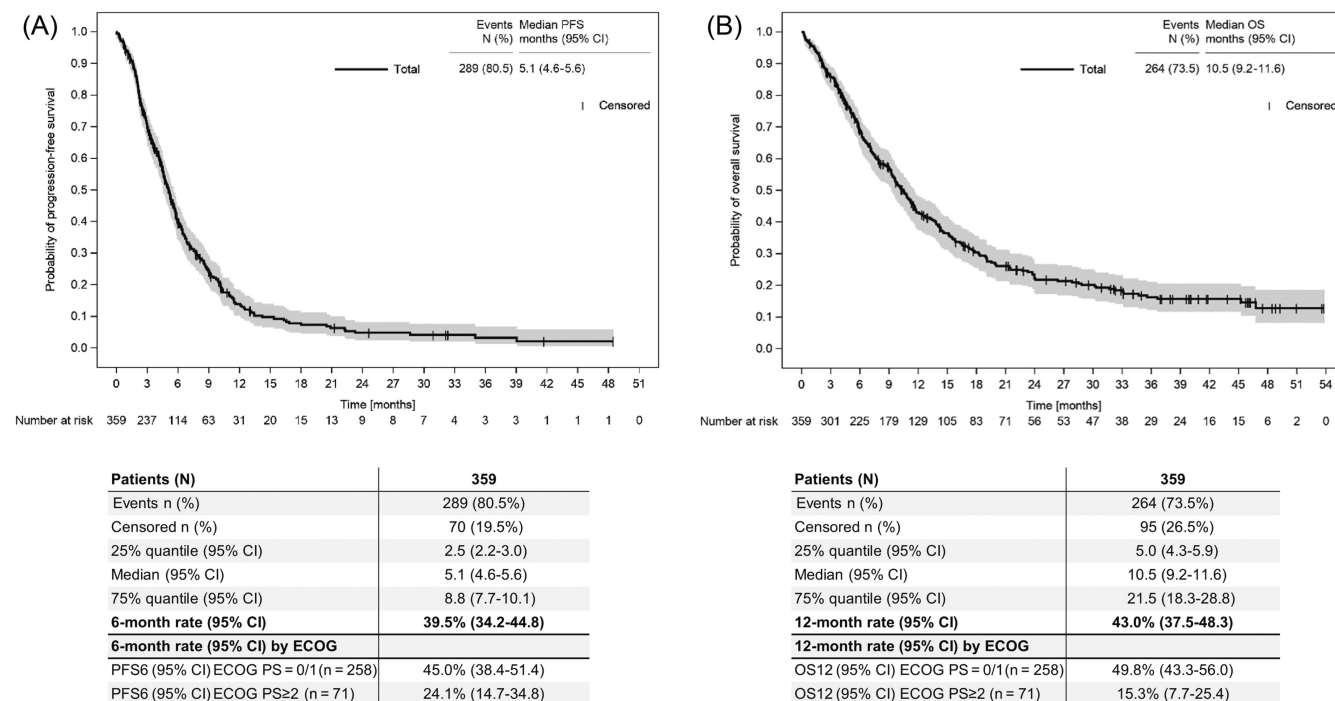 (A)
Events Median PFS
N (%) months (95% CI)
Total 289 (80.5) 5.1 (4.6-5.6)
Censored
Probability of progression-free survival
1.0
0.9
0.8
0.7
0.6
0.5
0.4
0.3
0.2
0.1
0.0
0 3 6 9 12 15 18 21 24 27 30 33 36 39 42 45 48 51
Time [months]
Number at risk 359 237 114 63 31 20 15 13 9 8 7 4 3 3 1 1 1 0
Patients (N) 359
Events n (%) 289 (80.5%)
Censored n (%) 70 (19.5%)
25% quantile (95% CI) 2.5 (2.2-3.0)
Median (95% CI) 5.1 (4.6-5.6)
75% quantile (95% CI) 8.8 (7.7-10.1)
6-month rate (95% CI) 39.5% (34.2-44.8)
6-month rate (95% CI) by ECOG
PFS6 (95% CI) ECOG PS = 0/1 (n = 258) 45.0% (38.4-51.4)
PFS6 (95% CI) ECOG PS≥2 (n = 71) 24.1% (14.7-34.8)
(B)
Events Median OS
N (%) months (95% CI)
Total 264 (73.5) 10.5 (9.2-11.6)
Censored
Probability of overall survival
1.0
0.9
0.8
0.7
0.6
0.5
0.4
0.3
0.2
0.1
0.0
0 3 6 9 12 15 18 21 24 27 30 33 36 39 42 45 48 51 54
Time [months]
Number at risk 359 301 225 179 129 105 83 71 56 53 47 38 29 24 16 15 6 2 0
Patients (N) 359
Events n (%) 264 (73.5%)
Censored n (%) 95 (26.5%)
25% quantile (95% CI) 5.0 (4.3-5.9)
Median (95% CI) 10.5 (9.2-11.6)
75% quantile (95% CI) 21.5 (18.3-28.8)
12-month rate (95% CI) 43.0% (37.5-48.3)
12-month rate (95% CI) by ECOG
OS12 (95% CI) ECOG PS = 0/1 (n = 258) 49.8% (43.3-56.0)
OS12 (95% CI) ECOG PS≥2 (n = 71) 15.3% (7.7-25.4)